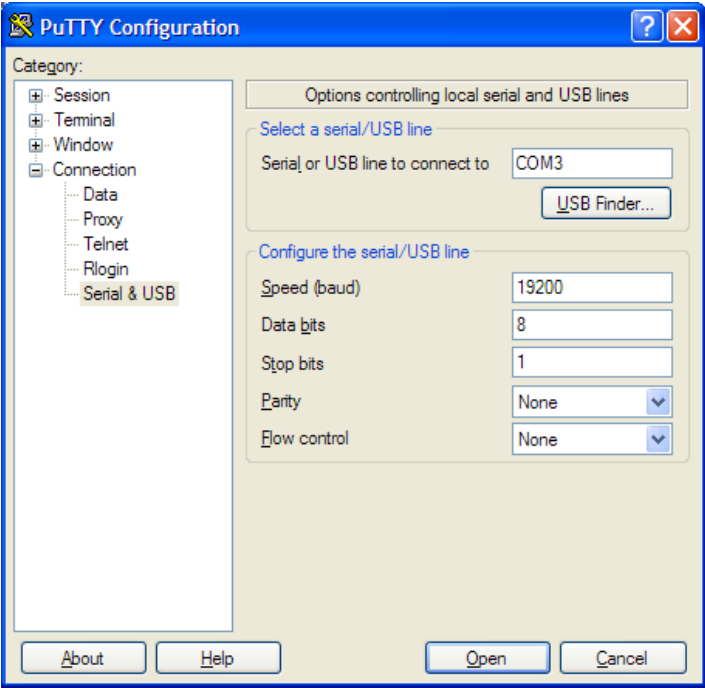 PuTTY Configuration
Category:
Session
Terminal
Window
Connection
Data
Proxy
Telnet
Rlogin
Serial & USB
Options controlling local serial and USB lines
Select a serial/USB line
Serial or USB line to connect to COM3
USB Finder...
Configure the serial/USB line
Speed (baud) 19200
Data bits 8
Stop bits 1
Parity None
Flow control None
About Help Open Cancel